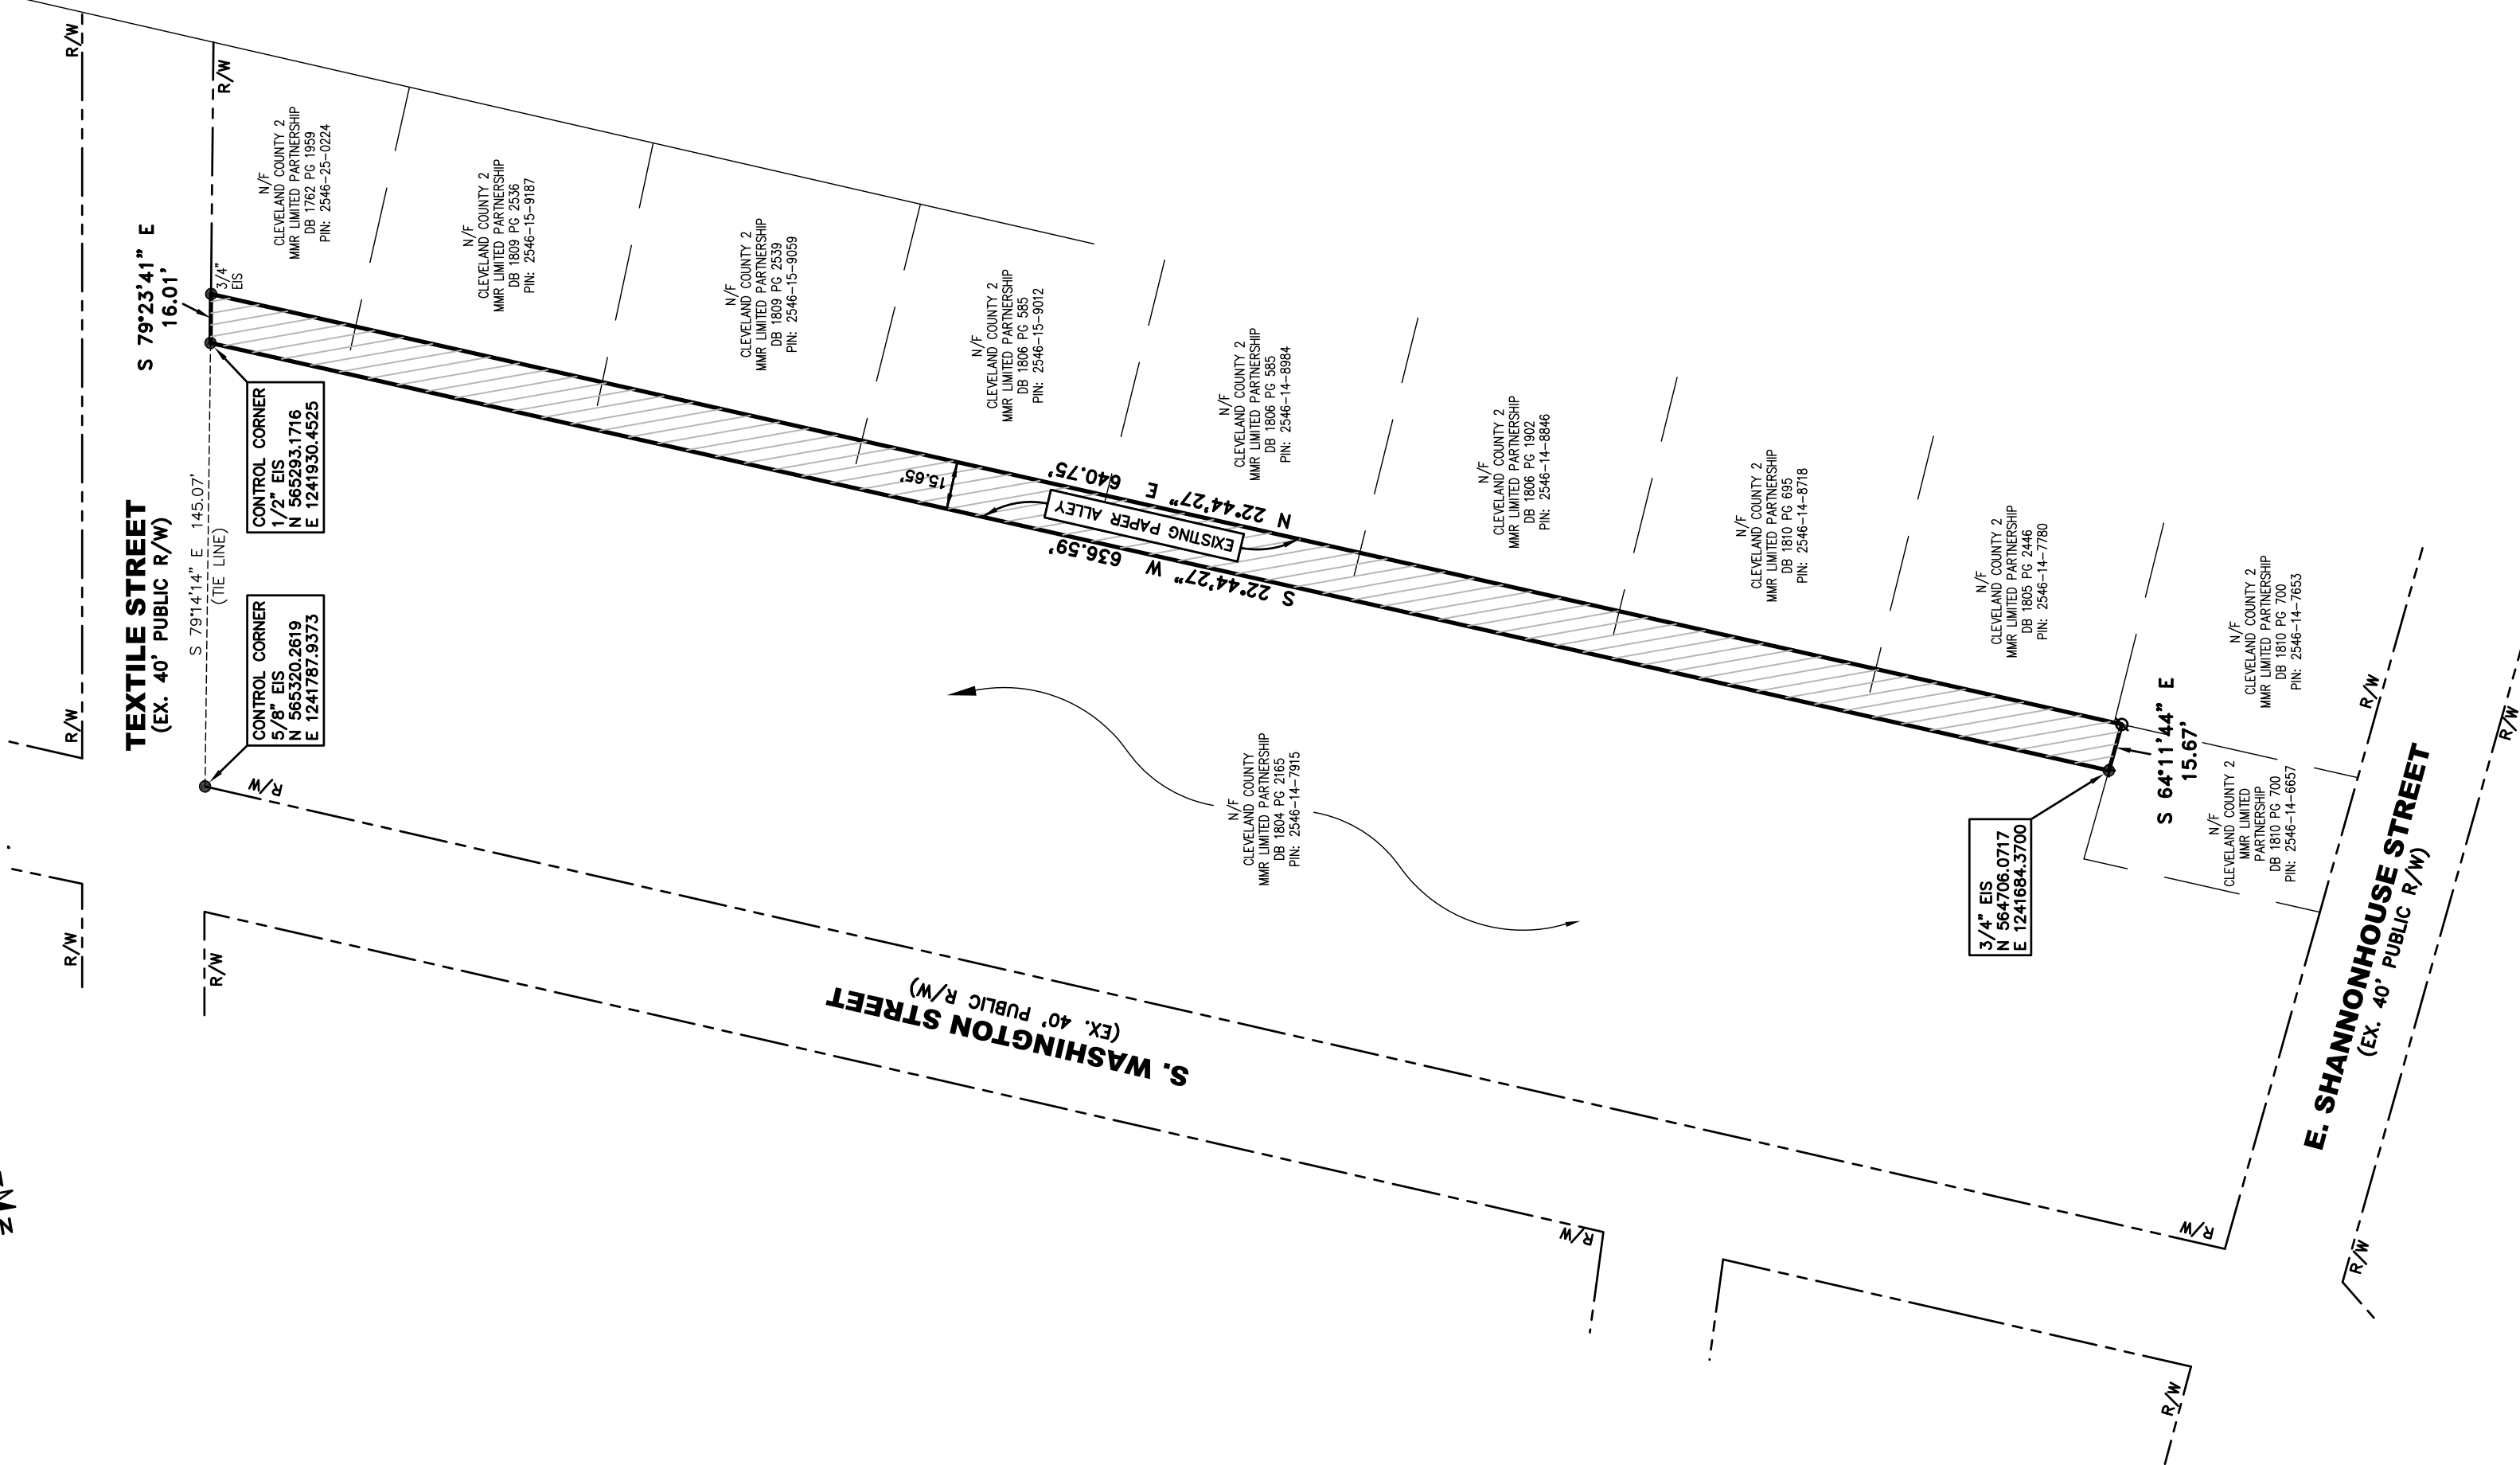 R/W
R/W
S 79°23'41" E
16.01'
3/4"
EIS
N/F
CLEVELAND COUNTY 2
MMR LIMITED PARTNERSHIP
DB 1762 PG 1959
PIN: 2546-25-0224
N/F
CLEVELAND COUNTY 2
MMR LIMITED PARTNERSHIP
DB 1809 PG 2536
PIN: 2546-15-9187
N/F
CLEVELAND COUNTY 2
MMR LIMITED PARTNERSHIP
DB 1809 PG 2539
PIN: 2546-15-9059
N/F
CLEVELAND COUNTY 2
MMR LIMITED PARTNERSHIP
DB 1806 PG 585
PIN: 2546-15-9012
N/F
CLEVELAND COUNTY 2
MMR LIMITED PARTNERSHIP
DB 1806 PG 585
PIN: 2546-14-8984
N/F
CLEVELAND COUNTY 2
MMR LIMITED PARTNERSHIP
DB 1806 PG 1902
PIN: 2546-14-8846
N/F
CLEVELAND COUNTY 2
MMR LIMITED PARTNERSHIP
DB 1810 PG 695
PIN: 2546-14-8718
N/F
CLEVELAND COUNTY 2
MMR LIMITED PARTNERSHIP
DB 1805 PG 2446
PIN: 2546-14-7780
N/F
CLEVELAND COUNTY 2
MMR LIMITED PARTNERSHIP
DB 1810 PG 700
PIN: 2546-14-7653
TEXTILE STREET
(EX. 40' PUBLIC R/W)
S 79°14'14" E 145.07'
(TIE LINE)
CONTROL CORNER
1/2" EIS
N 565293.1716
E 1241930.4525
CONTROL CORNER
5/8" EIS
N 565320.2619
E 1241787.9373
R/W
R/W
15.65'
N 22°44'27" E 640.75'
EXISTING PAPER ALLEY
S 22°44'27" W 636.59'
N/F
CLEVELAND COUNTY
MMR LIMITED PARTNERSHIP
DB 1804 PG 2165
PIN: 2546-14-7915
3/4" EIS
N 564706.0717
E 1241684.3700
S 64°11'44" E
15.67'
N/F
CLEVELAND COUNTY 2
MMR LIMITED
PARTNERSHIP
DB 1810 PG 700
PIN: 2546-14-6657
R/W
R/W
E. SHANNONHOUSE STREET
(EX. 40' PUBLIC R/W)
R/W
R/W
S. WASHINGTON STREET
(EX. 40' PUBLIC R/W)
R/W
R/W
R/W
R/W